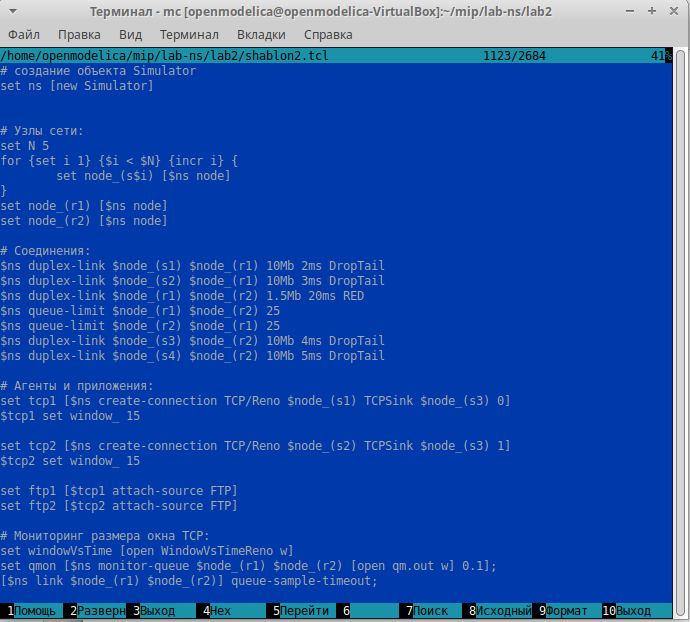 Терминал - mc [openmodelica@openmodelica-VirtualBox]:~/mip/lab-ns/lab2
Файл Правка Вид Терминал Вкладки Справка
/home/openmodelica/mip/lab-ns/lab2/shablon2.tcl 1123/2684 41%
# создание объекта Simulator
set ns [new Simulator]
# Узлы сети:
set N 5
for {set i 1} {$i < $N} {incr i} {
set node_(s$i) [$ns node]
}
set node_(r1) [$ns node]
set node_(r2) [$ns node]
# Соединения:
$ns duplex-link $node_(s1) $node_(r1) 10Mb 2ms DropTail
$ns duplex-link $node_(s2) $node_(r1) 10Mb 3ms DropTail
$ns duplex-link $node_(r1) $node_(r2) 1.5Mb 20ms RED
$ns queue-limit $node_(r1) $node_(r2) 25
$ns queue-limit $node_(r2) $node_(r1) 25
$ns duplex-link $node_(s3) $node_(r2) 10Mb 4ms DropTail
$ns duplex-link $node_(s4) $node_(r2) 10Mb 5ms DropTail
# Агенты и приложения:
set tcp1 [$ns create-connection TCP/Reno $node_(s1) TCPSink $node_(s3) 0]
$tcp1 set window_ 15
set tcp2 [$ns create-connection TCP/Reno $node_(s2) TCPSink $node_(s3) 1]
$tcp2 set window_ 15
set ftp1 [$tcp1 attach-source FTP]
set ftp2 [$tcp2 attach-source FTP]
# Мониторинг размера окна TCP:
set windowVsTime [open WindowVsTimeReno w]
set qmon [$ns monitor-queue $node_(r1) $node_(r2) [open qm.out w] 0.1];
[$ns link $node_(r1) $node_(r2)] queue-sample-timeout;
1Помощь 2Разверн 3Выход 4Hex 5Перейти 6 7Поиск 8Исходный 9Формат 10Выход